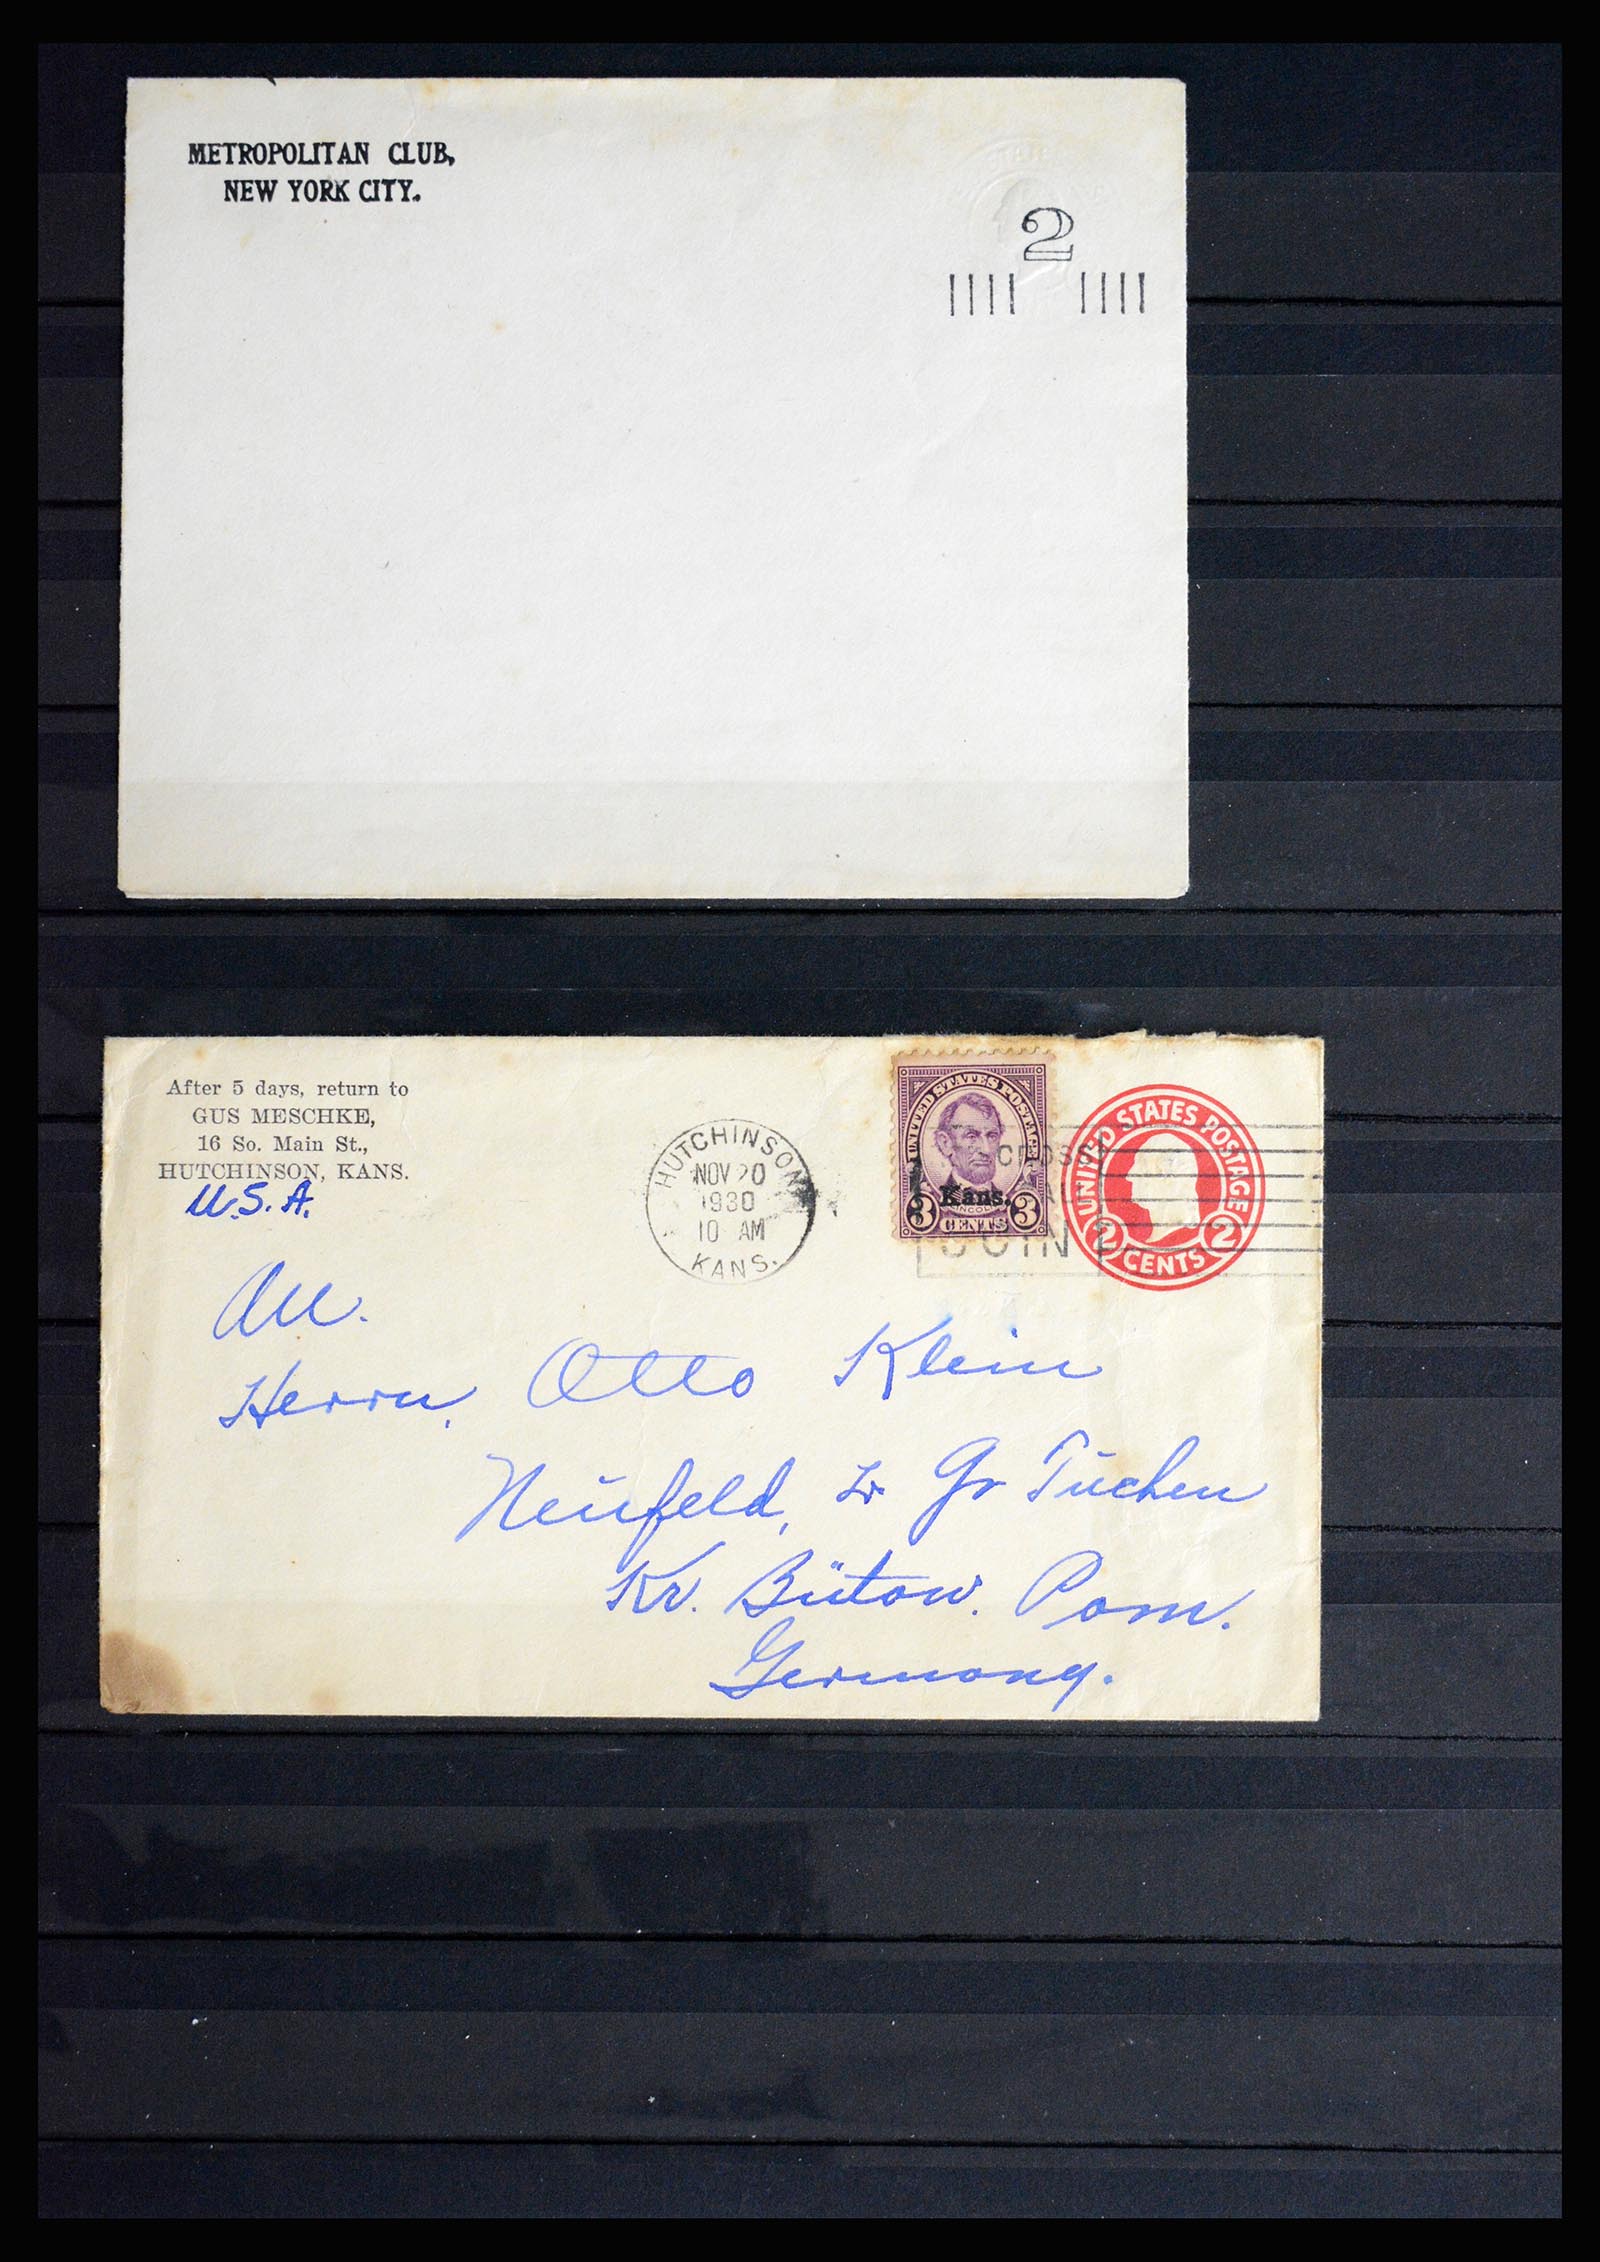 METROPOLITAN CLUB,
NEW YORK CITY.
2
After 5 days, return to
GUS MESCHKE,
16 So. Main St.,
HUTCHINSON, KANS.
U.S.A.
HUTCHINSON
NOV 20
1930
10 AM
KANS.
UNITED STATES POSTAGE
Kans.
LINCOLN
3 CENTS 3
CROSS
JOIN
UNITED STATES POSTAGE
2 CENTS 2
An.
Herrn. Otto Klein
Neufeld, Gr Tuchen
Kr. Bütow. Pom.
Germany.